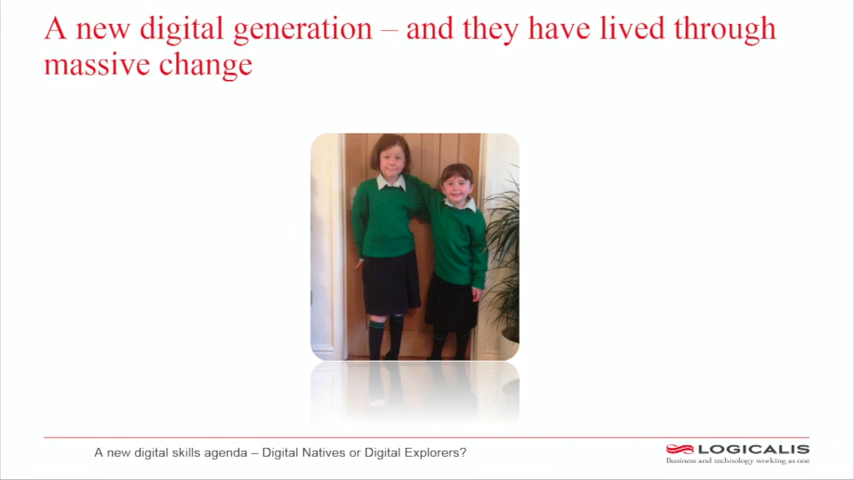 A new digital generation – and they have lived through
massive change
A new digital skills agenda – Digital Natives or Digital Explorers?
LOGICALIS
Business and technology working as one